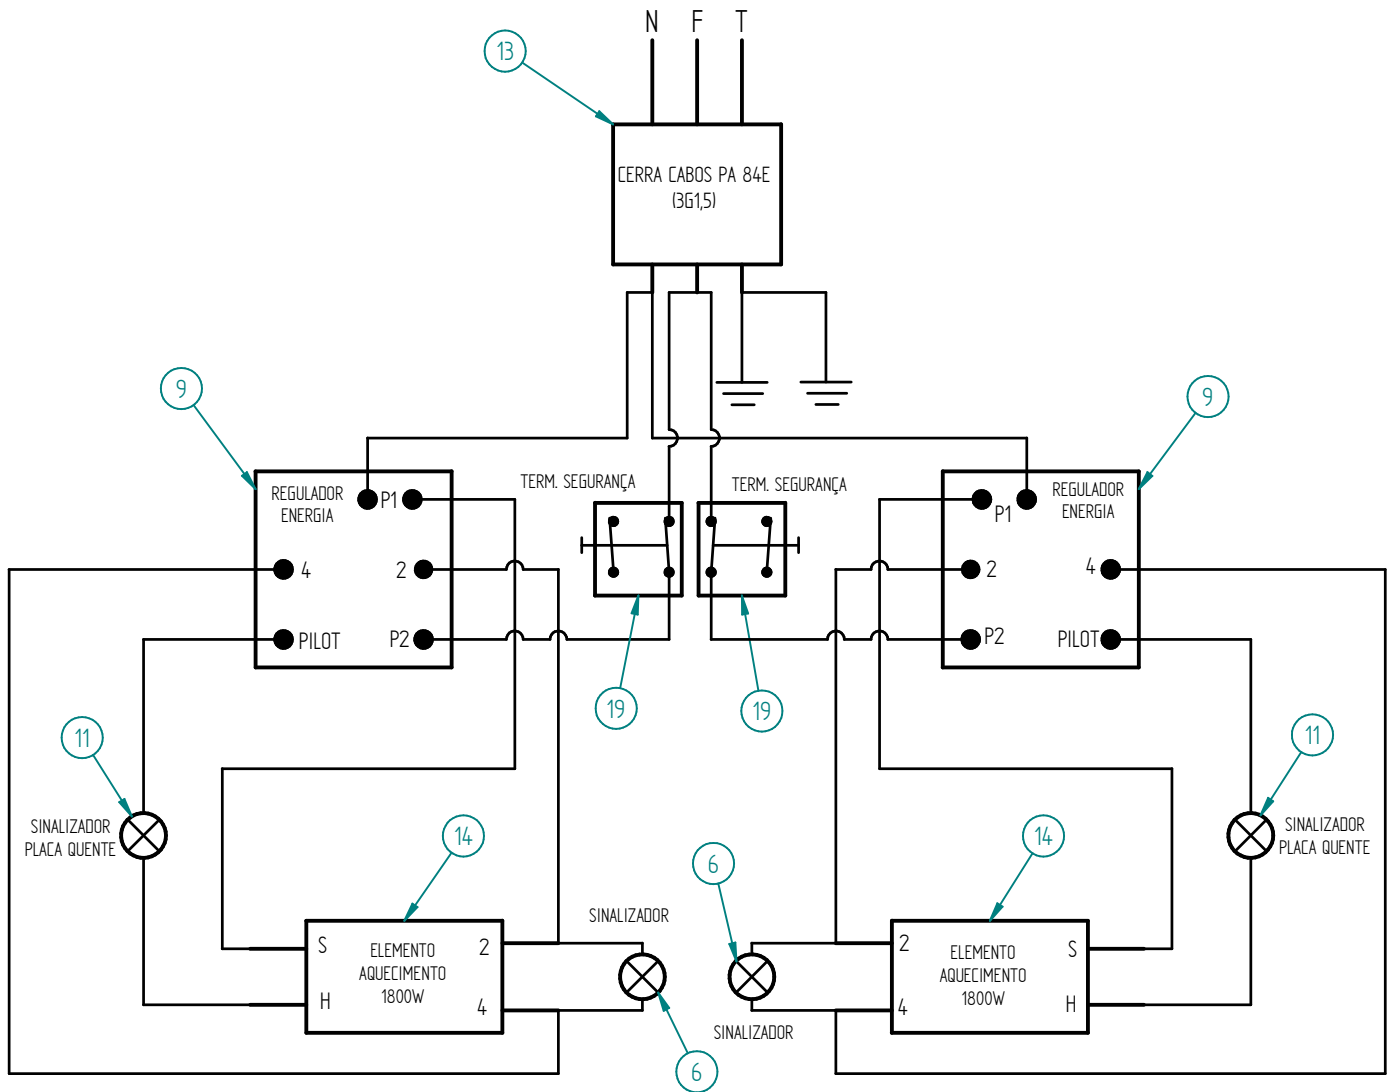 N F T
13
CERRA CABOS PA 84E
(3G1,5)
9
9
REGULADOR
ENERGIA
P1
4
2
PILOT
P2
TERM. SEGURANÇA
TERM. SEGURANÇA
REGULADOR
ENERGIA
P1
2
4
P2
PILOT
19
19
11
SINALIZADOR
PLACA QUENTE
11
SINALIZADOR
PLACA QUENTE
14
S
H
ELEMENTO
AQUECIMENTO
1800W
2
4
SINALIZADOR
6
6
SINALIZADOR
14
2
4
ELEMENTO
AQUECIMENTO
1800W
S
H